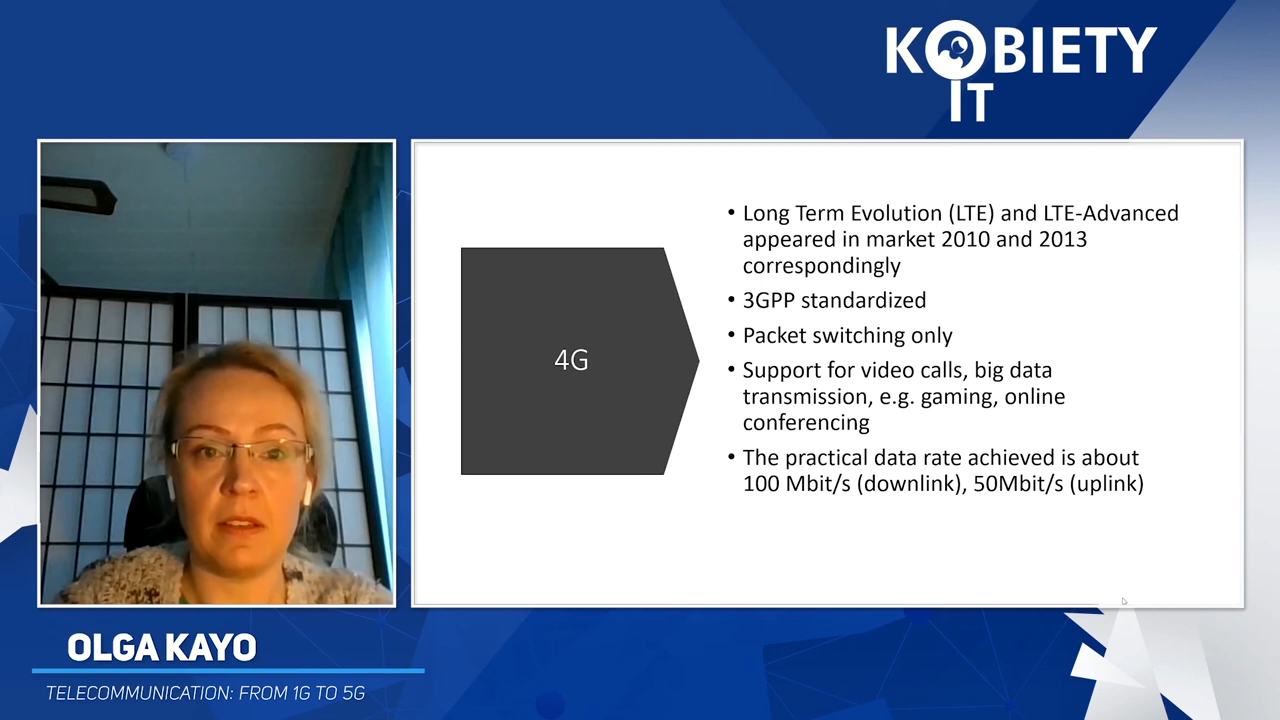 KOBIETY
IT
4G
• Long Term Evolution (LTE) and LTE-Advanced
appeared in market 2010 and 2013
correspondingly
• 3GPP standardized
• Packet switching only
• Support for video calls, big data
transmission, e.g. gaming, online
conferencing
• The practical data rate achieved is about
100 Mbit/s (downlink), 50Mbit/s (uplink)
OLGA KAYO
TELECOMMUNICATION: FROM 1G TO 5G